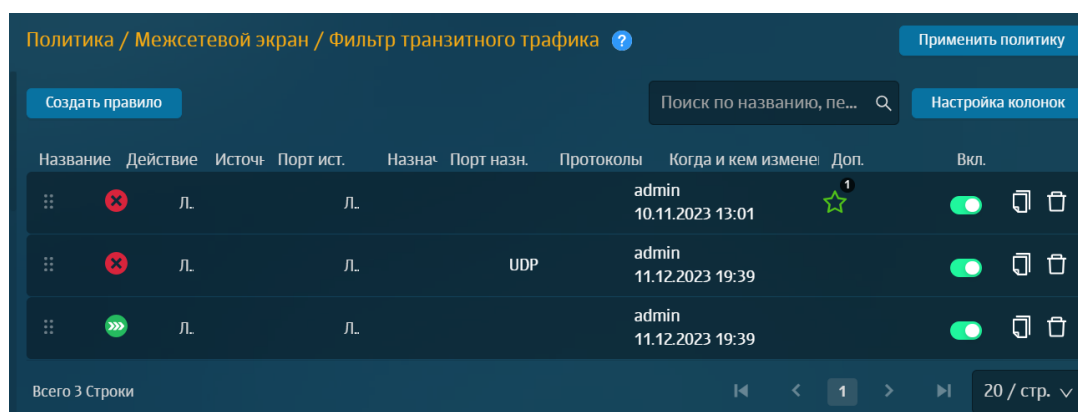 Политика / Межсетевой экран / Фильтр транзитного трафика ?
Применить политику
Создать правило
Поиск по названию, пе...
Настройка колонок
Название Действие Источн Порт ист. Назнач Порт назн. Протоколы Когда и кем изменен Доп. Вкл.
Л.. Л.. admin 1
10.11.2023 13:01
Л.. Л.. UDP admin
11.12.2023 19:39
Л.. Л.. admin
11.12.2023 19:39
Всего 3 Строки 1 20 / стр.